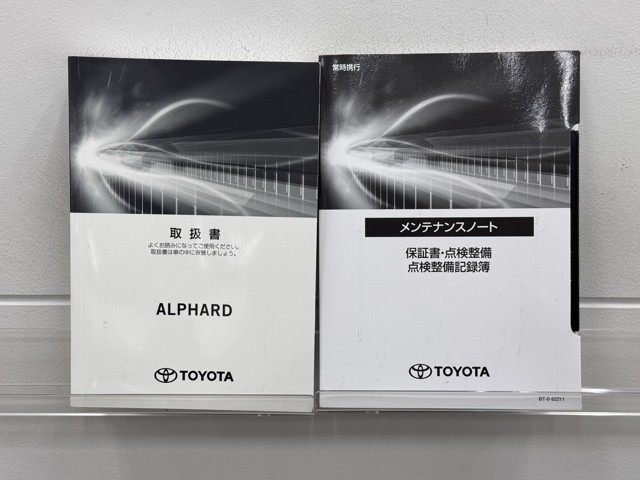 取扱書
よくお読みになってご使用ください。
取扱書は車の中に保管しましょう。
ALPHARD
TOYOTA
常時携行
メンテナンスノート
保証書・点検整備
点検整備記録簿
TOYOTA